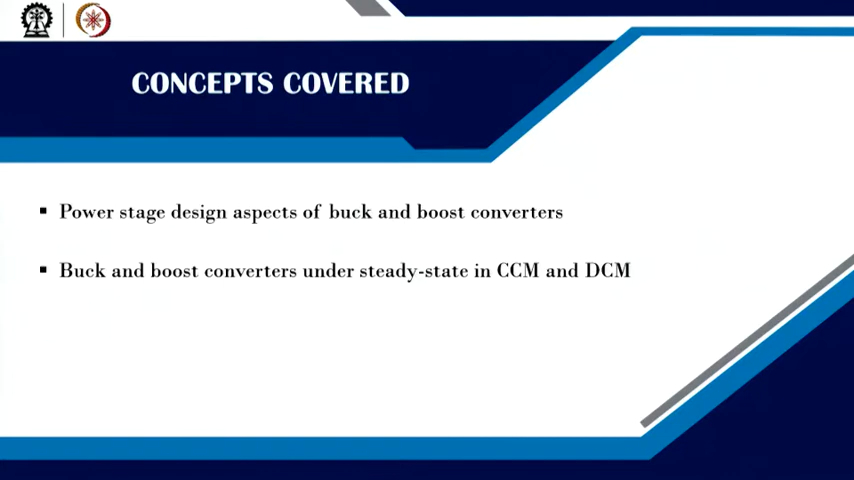 CONCEPTS COVERED
▪ Power stage design aspects of buck and boost converters
▪ Buck and boost converters under steady-state in CCM and DCM